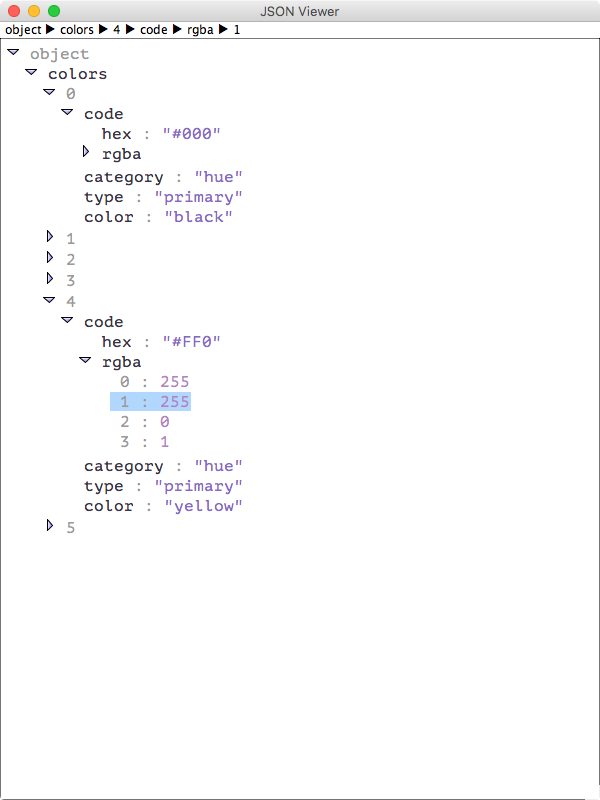 JSON Viewer
object ▶ colors ▶ 4 ▶ code ▶ rgba ▶ 1
object
colors
0
code
hex : "#000"
rgba
category : "hue"
type : "primary"
color : "black"
1
2
3
4
code
hex : "#FF0"
rgba
0 : 255
1 : 255
2 : 0
3 : 1
category : "hue"
type : "primary"
color : "yellow"
5